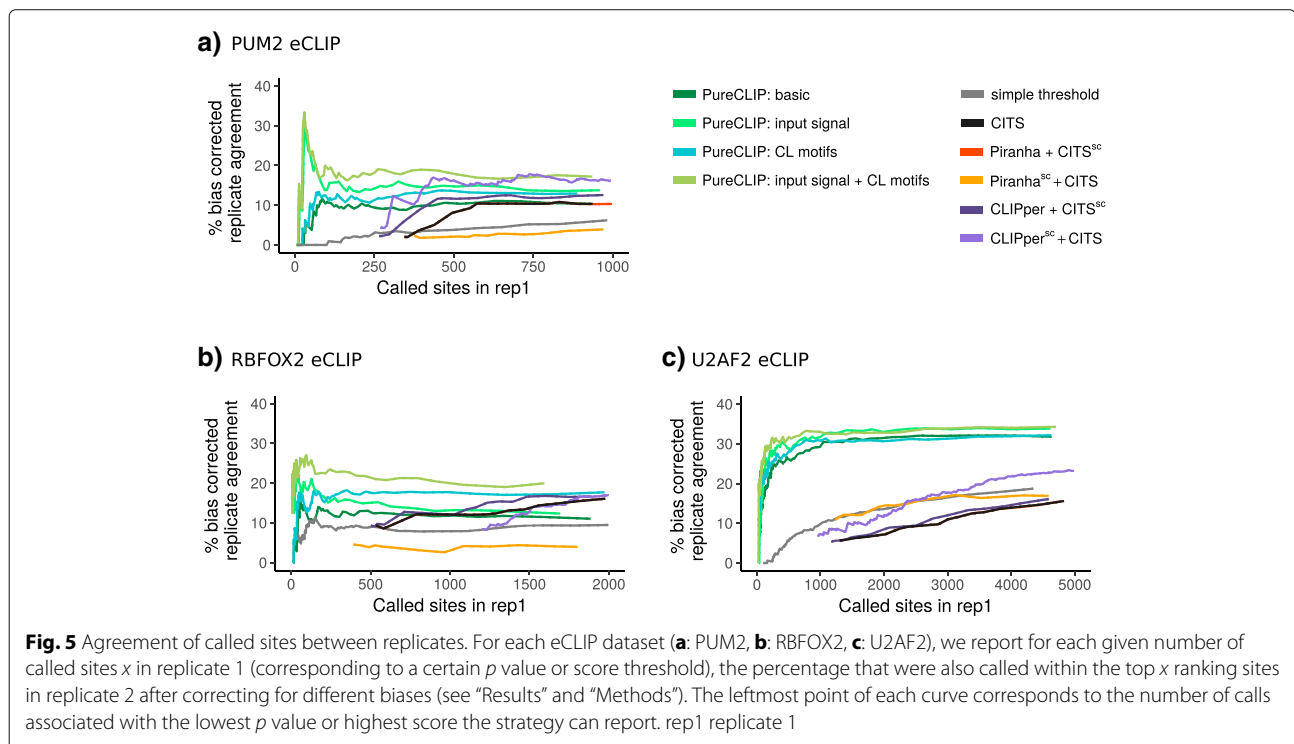 a) PUM2 eCLIP
% bias corrected
replicate agreement
40
30
20
10
0
0 250 500 750 1000
Called sites in rep1
PureCLIP: basic
PureCLIP: input signal
PureCLIP: CL motifs
PureCLIP: input signal + CL motifs
simple threshold
CITS
Piranha + CITSsc
Piranhasc + CITS
CLIPper + CITSsc
CLIPpersc + CITS
b) RBFOX2 eCLIP
% bias corrected
replicate agreement
40
30
20
10
0
0 500 1000 1500 2000
Called sites in rep1
c) U2AF2 eCLIP
% bias corrected
replicate agreement
40
30
20
10
0
0 1000 2000 3000 4000 5000
Called sites in rep1
Fig. 5 Agreement of called sites between replicates. For each eCLIP dataset (a: PUM2, b: RBFOX2, c: U2AF2), we report for each given number of
called sites x in replicate 1 (corresponding to a certain p value or score threshold), the percentage that were also called within the top x ranking sites
in replicate 2 after correcting for different biases (see “Results” and “Methods”). The leftmost point of each curve corresponds to the number of calls
associated with the lowest p value or highest score the strategy can report. rep1 replicate 1